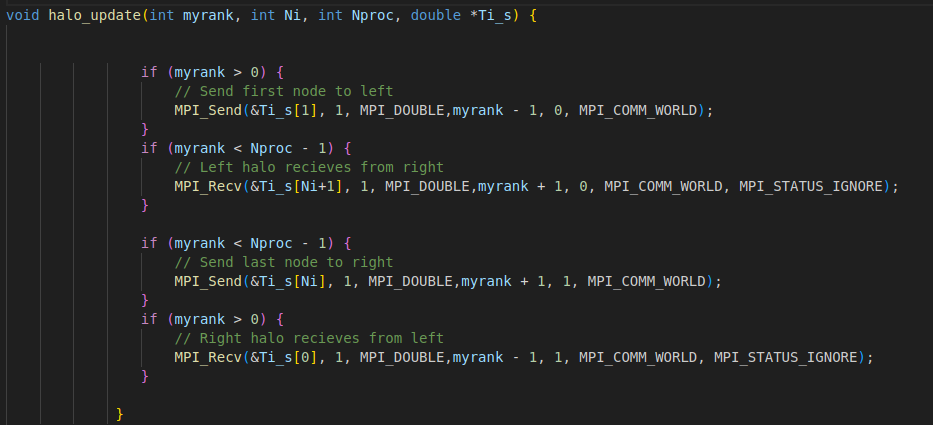 void halo_update(int myrank, int Ni, int Nproc, double *Ti_s) {
if (myrank > 0) {
// Send first node to left
MPI_Send(&Ti_s[1], 1, MPI_DOUBLE,myrank - 1, 0, MPI_COMM_WORLD);
}
if (myrank < Nproc - 1) {
// Left halo recieves from right
MPI_Recv(&Ti_s[Ni+1], 1, MPI_DOUBLE,myrank + 1, 0, MPI_COMM_WORLD, MPI_STATUS_IGNORE);
}
if (myrank < Nproc - 1) {
// Send last node to right
MPI_Send(&Ti_s[Ni], 1, MPI_DOUBLE,myrank + 1, 1, MPI_COMM_WORLD);
}
if (myrank > 0) {
// Right halo recieves from left
MPI_Recv(&Ti_s[0], 1, MPI_DOUBLE,myrank - 1, 1, MPI_COMM_WORLD, MPI_STATUS_IGNORE);
}
}